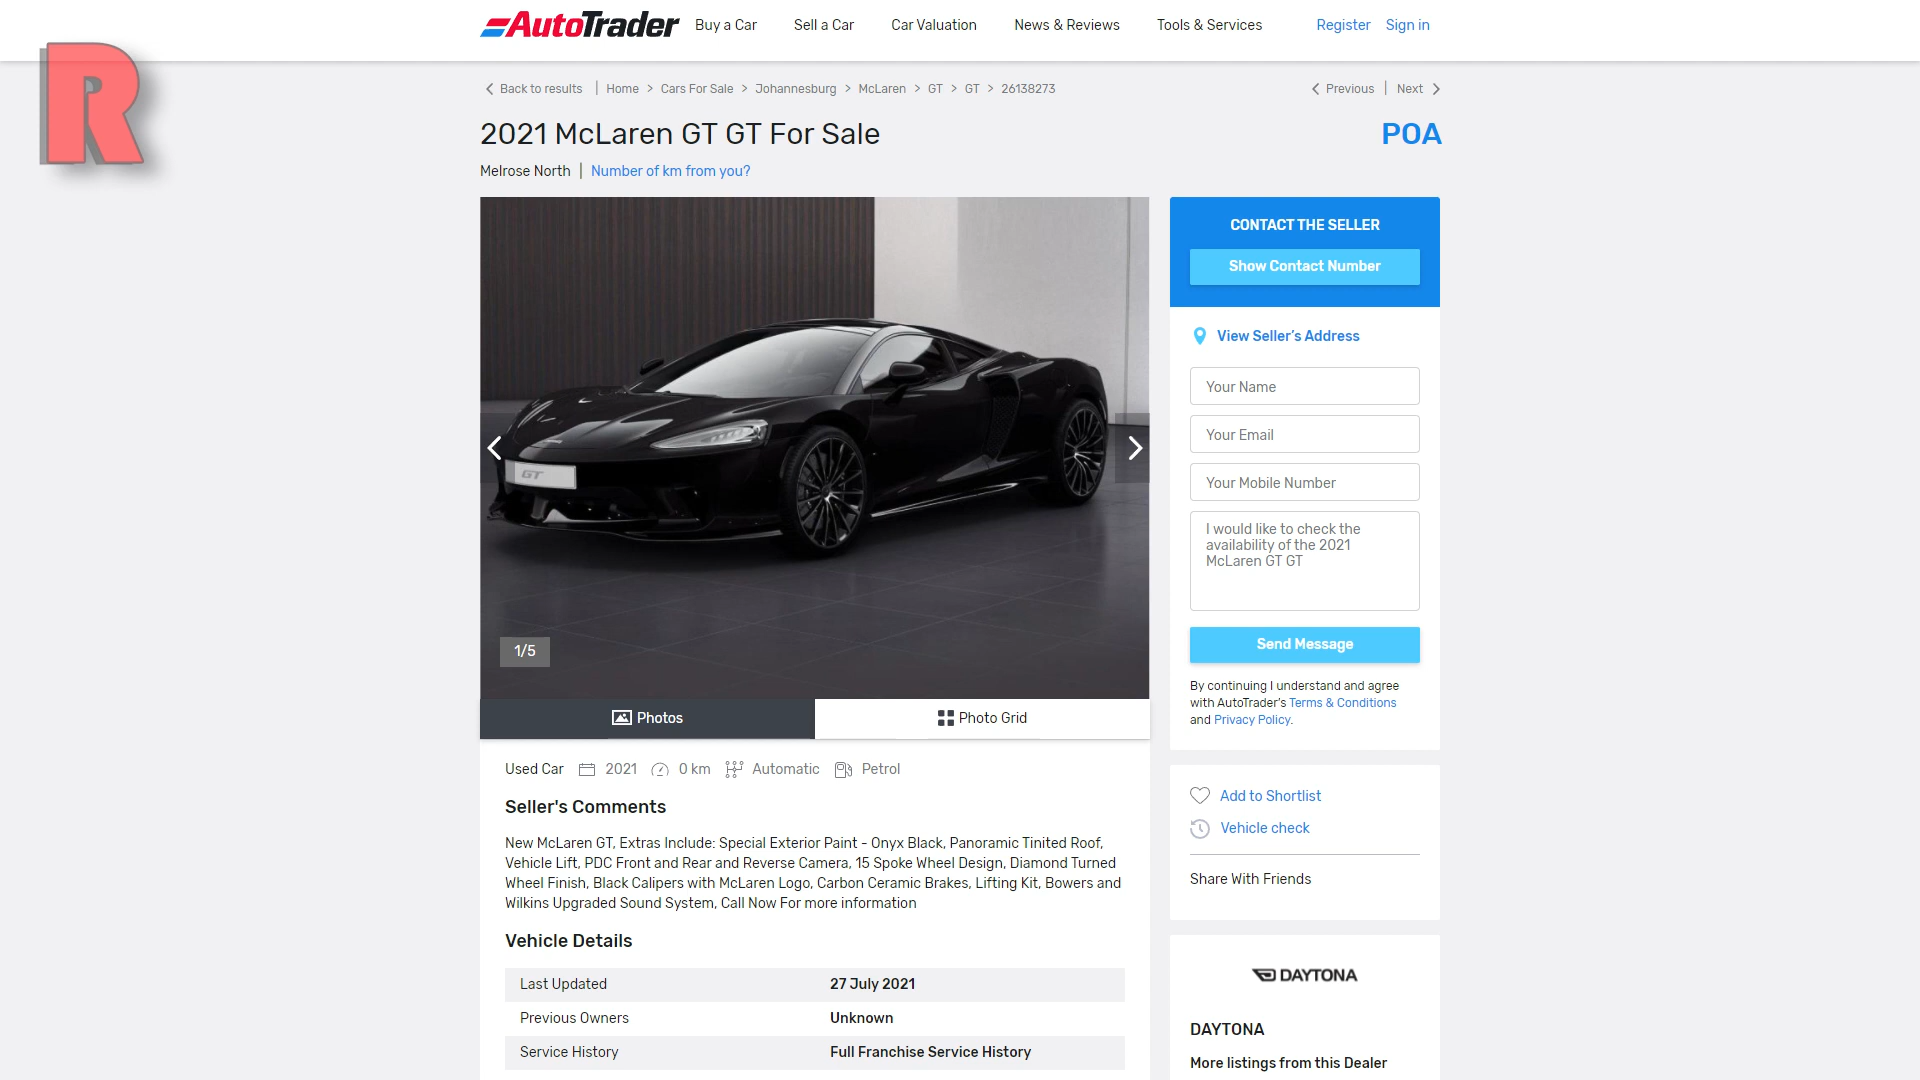 R
AutoTrader
Buy a Car
Sell a Car
Car Valuation
News & Reviews
Tools & Services
Register
Sign in
Back to results | Home > Cars For Sale > Johannesburg > McLaren > GT > GT > 26138273
Previous | Next
2021 McLaren GT GT For Sale
POA
Melrose North | Number of km from you?
GT
1/5
Photos
Photo Grid
CONTACT THE SELLER
Show Contact Number
View Seller's Address
Your Name
Your Email
Your Mobile Number
I would like to check the
availability of the 2021
McLaren GT GT
Send Message
By continuing I understand and agree
with AutoTrader's Terms & Conditions
and Privacy Policy.
Used Car 2021 0 km Automatic Petrol
Seller's Comments
New McLaren GT, Extras Include: Special Exterior Paint - Onyx Black, Panoramic Tinited Roof,
Vehicle Lift, PDC Front and Rear and Reverse Camera, 15 Spoke Wheel Design, Diamond Turned
Wheel Finish, Black Calipers with McLaren Logo, Carbon Ceramic Brakes, Lifting Kit, Bowers and
Wilkins Upgraded Sound System, Call Now For more information
Vehicle Details
Last Updated 27 July 2021
Previous Owners Unknown
Service History Full Franchise Service History
Add to Shortlist
Vehicle check
Share With Friends
DAYTONA
DAYTONA
More listings from this Dealer